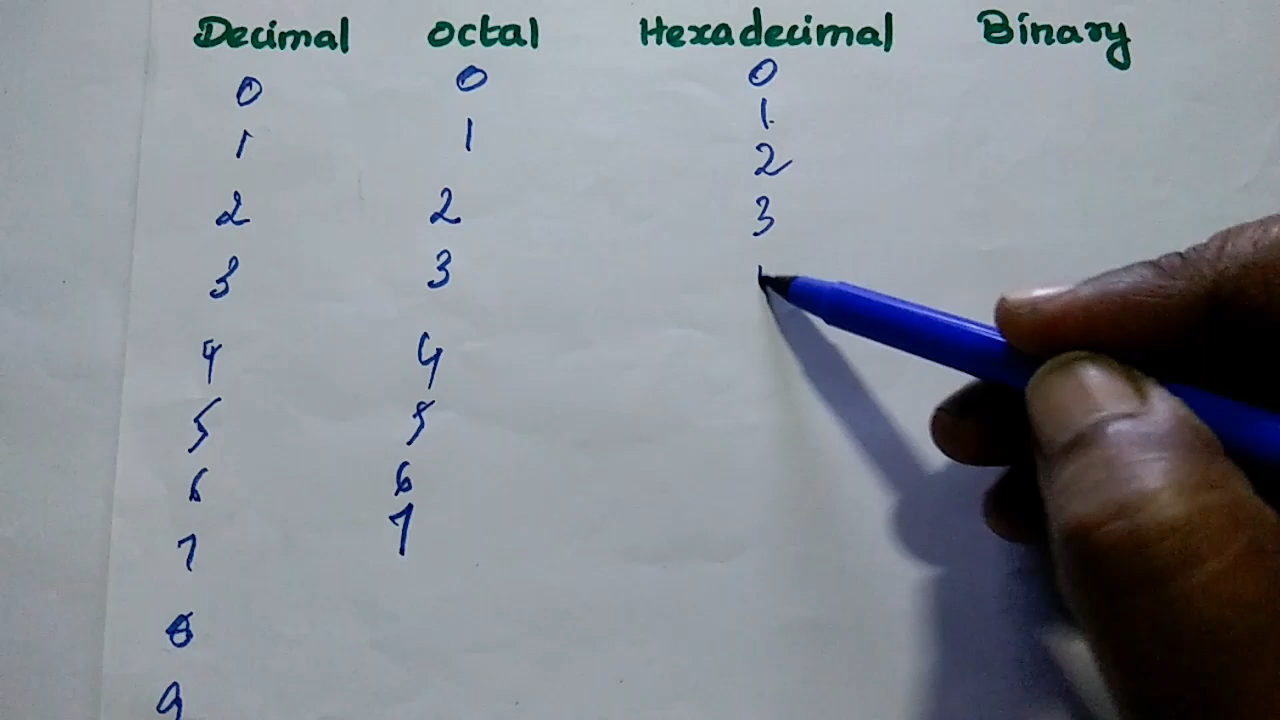 Decimal Octal Hexadecimal Binary
0 0 0
1 1 1
2 2 2
3 3 3
4 4
5 5
6 6
7 7
8
9